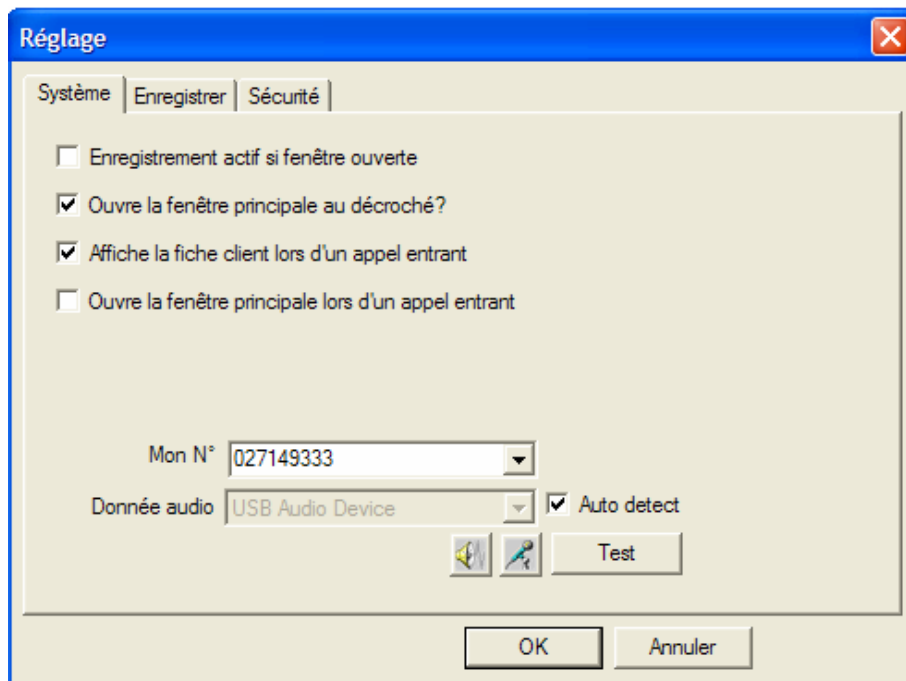 Réglage
Système Enregistrer Sécurité
Enregistrement actif si fenêtre ouverte
Ouvre la fenêtre principale au décroché?
Affiche la fiche client lors d'un appel entrant
Ouvre la fenêtre principale lors d'un appel entrant
Mon N° 027149333
Donnée audio USB Audio Device Auto detect
Test
OK Annuler